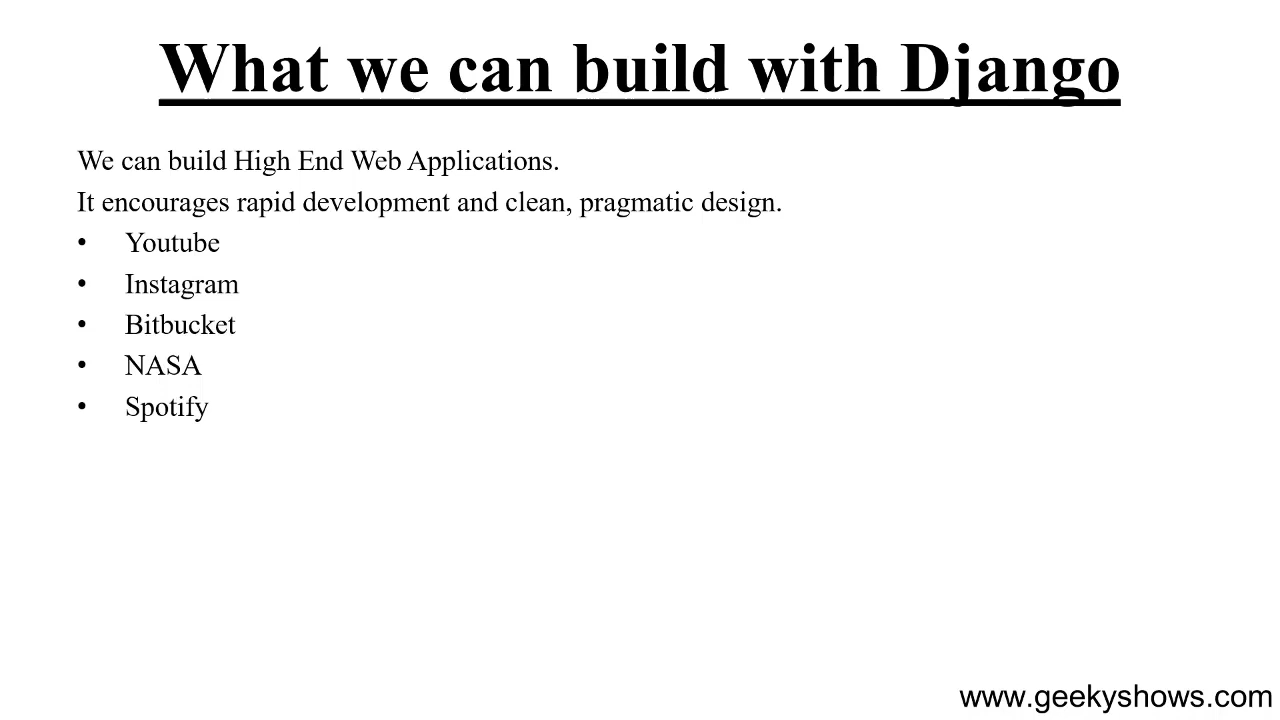 What we can build with Django
We can build High End Web Applications.
It encourages rapid development and clean, pragmatic design.
• Youtube
• Instagram
• Bitbucket
• NASA
• Spotify
www.geekyshows.com